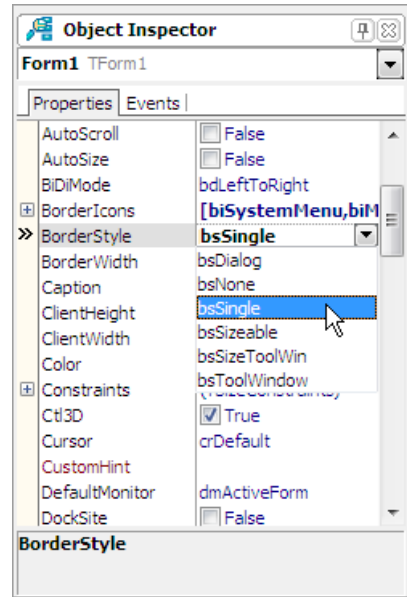 Object Inspector
Form1 TForm1
Properties Events
AutoScroll False
AutoSize False
BiDiMode bdLeftToRight
BorderIcons [biSystemMenu,biM
BorderStyle bsSingle
BorderWidth bsDialog
Caption bsNone
ClientHeight bsSingle
ClientWidth bsSizeable
Color bsSizeToolWin
Constraints bsToolWindow
Ctl3D True
Cursor crDefault
CustomHint
DefaultMonitor dmActiveForm
DockSite False
BorderStyle